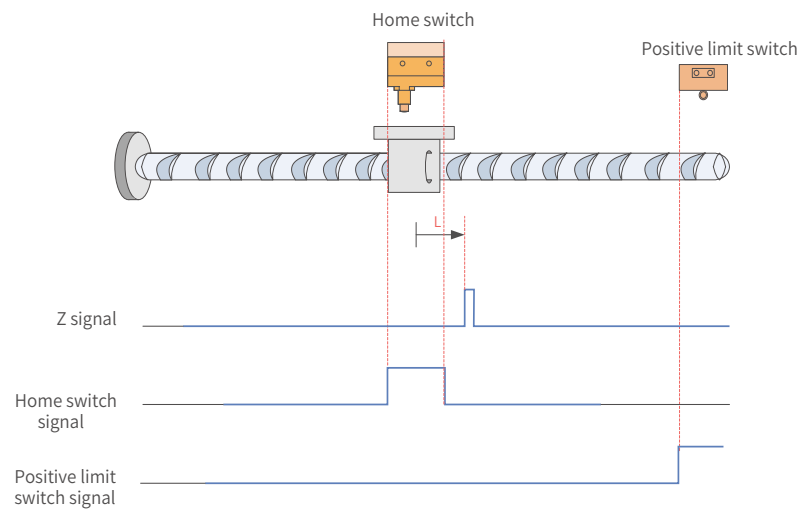 Home switch
Positive limit switch
L
Z signal
Home switch
signal
Positive limit
switch signal